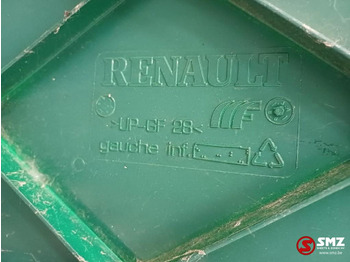 RENAULT
>UP-GF 28<
gauche inf.
SMZ